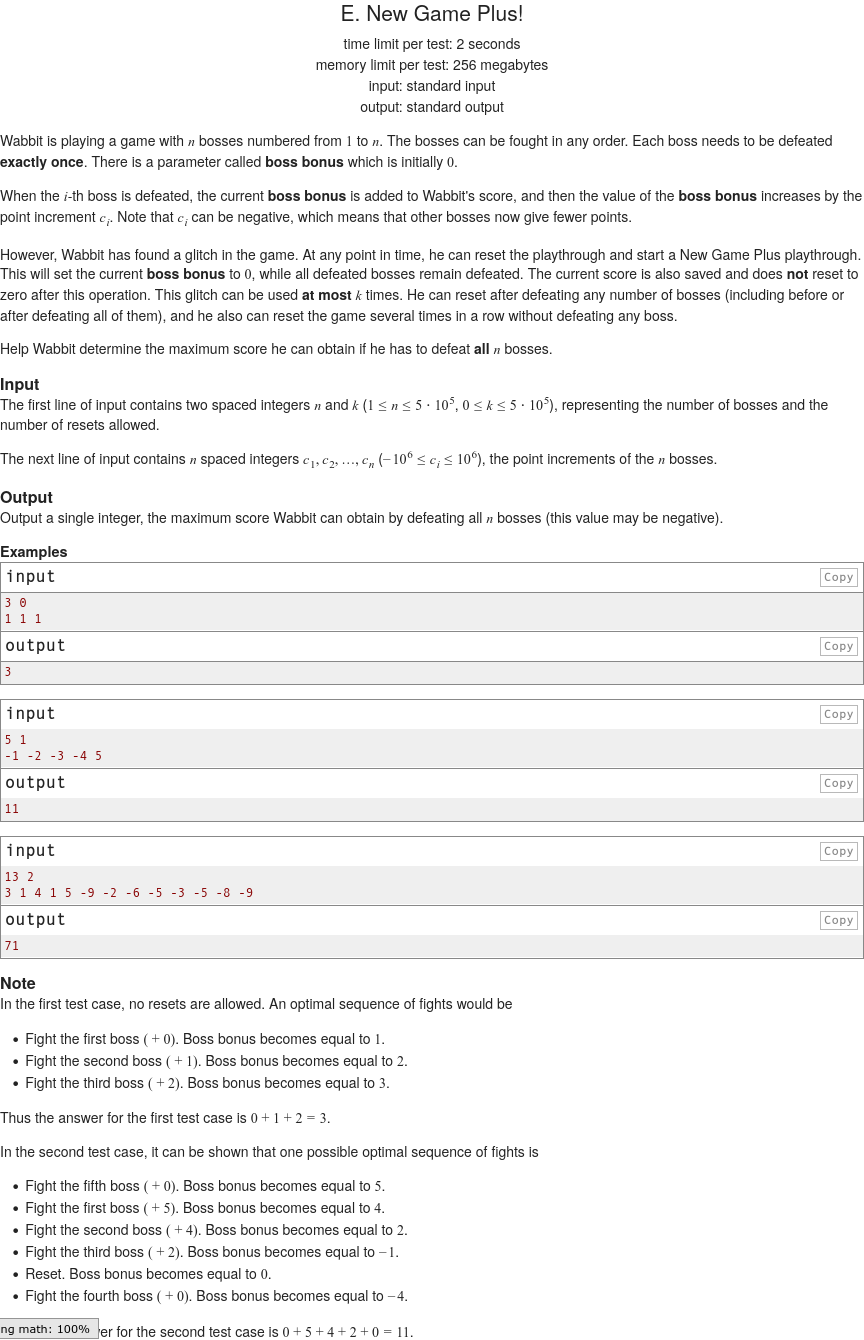 E. New Game Plus!
time limit per test: 2 seconds
memory limit per test: 256 megabytes
input: standard input
output: standard output
Wabbit is playing a game with n bosses numbered from 1 to n. The bosses can be fought in any order. Each boss needs to be defeated
exactly once. There is a parameter called boss bonus which is initially 0.
When the i-th boss is defeated, the current boss bonus is added to Wabbit's score, and then the value of the boss bonus increases by the
point increment c_i. Note that c_i can be negative, which means that other bosses now give fewer points.
However, Wabbit has found a glitch in the game. At any point in time, he can reset the playthrough and start a New Game Plus playthrough.
This will set the current boss bonus to 0, while all defeated bosses remain defeated. The current score is also saved and does not reset to
zero after this operation. This glitch can be used at most k times. He can reset after defeating any number of bosses (including before or
after defeating all of them), and he also can reset the game several times in a row without defeating any boss.
Help Wabbit determine the maximum score he can obtain if he has to defeat all n bosses.
Input
The first line of input contains two spaced integers n and k (1 ≤ n ≤ 5 · 10^5, 0 ≤ k ≤ 5 · 10^5), representing the number of bosses and the
number of resets allowed.
The next line of input contains n spaced integers c_1, c_2, …, c_n (−10^6 ≤ c_i ≤ 10^6), the point increments of the n bosses.
Output
Output a single integer, the maximum score Wabbit can obtain by defeating all n bosses (this value may be negative).
Examples
input Copy
3 0
1 1 1
output Copy
3
input Copy
5 1
-1 -2 -3 -4 5
output Copy
11
input Copy
13 2
3 1 4 1 5 -9 -2 -6 -5 -3 -5 -8 -9
output Copy
71
Note
In the first test case, no resets are allowed. An optimal sequence of fights would be
• Fight the first boss ( + 0). Boss bonus becomes equal to 1.
• Fight the second boss ( + 1). Boss bonus becomes equal to 2.
• Fight the third boss ( + 2). Boss bonus becomes equal to 3.
Thus the answer for the first test case is 0 + 1 + 2 = 3.
In the second test case, it can be shown that one possible optimal sequence of fights is
• Fight the fifth boss ( + 0). Boss bonus becomes equal to 5.
• Fight the first boss ( + 5). Boss bonus becomes equal to 4.
• Fight the second boss ( + 4). Boss bonus becomes equal to 2.
• Fight the third boss ( + 2). Boss bonus becomes equal to −1.
• Reset. Boss bonus becomes equal to 0.
• Fight the fourth boss ( + 0). Boss bonus becomes equal to −4.
ng math: 100% er for the second test case is 0 + 5 + 4 + 2 + 0 = 11.